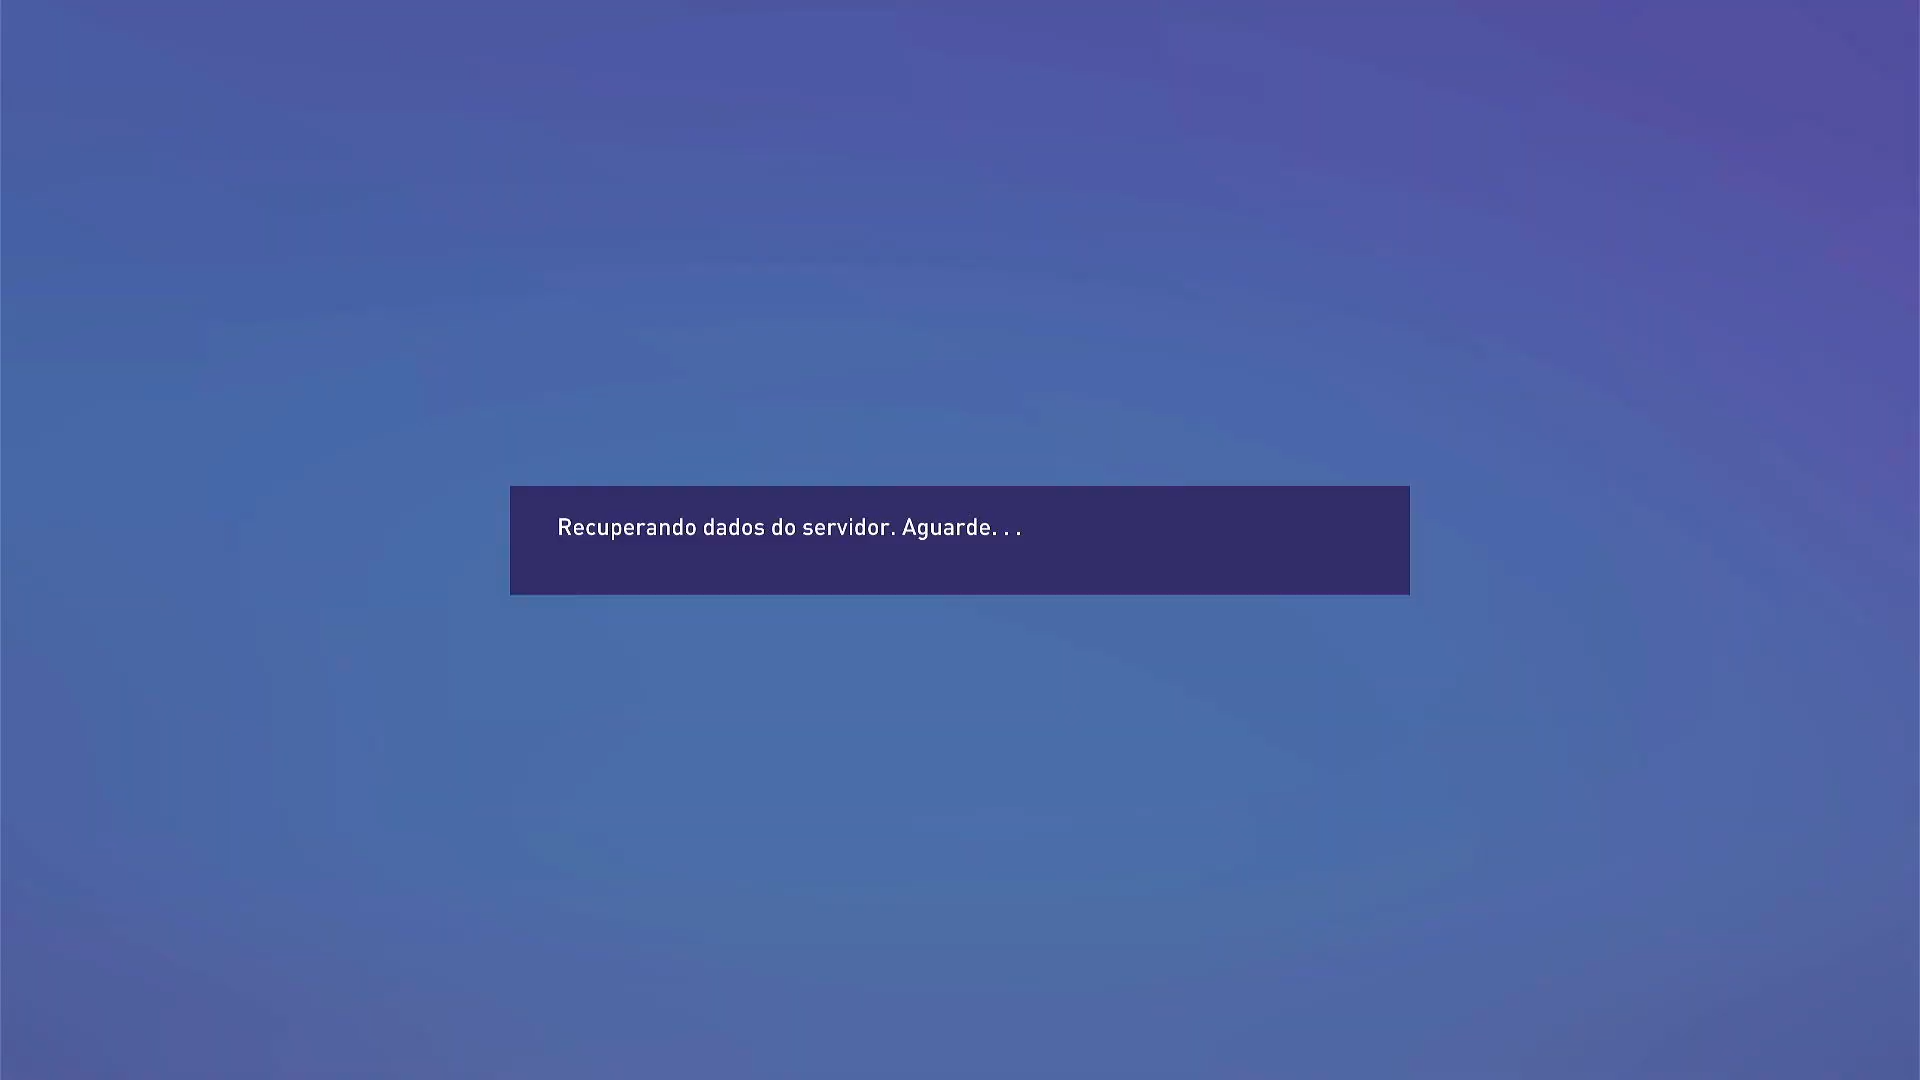 Recuperando dados do servidor. Aguarde. . .